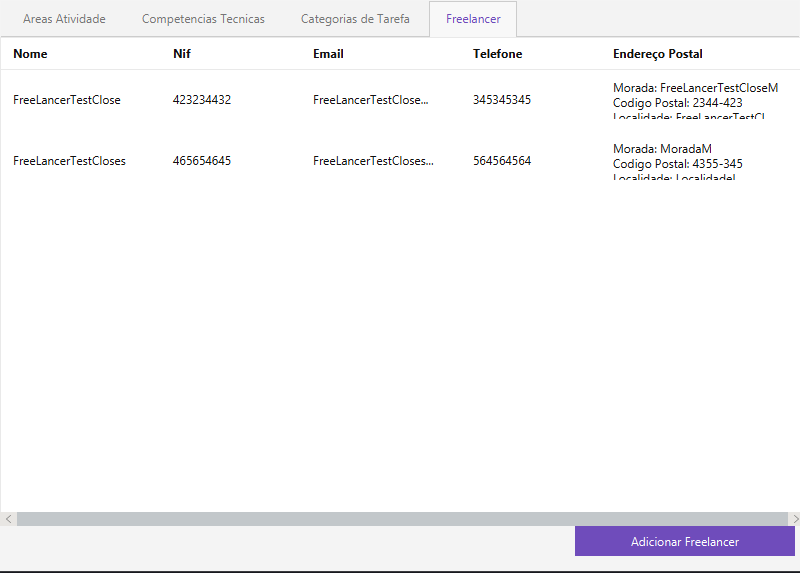 Areas Atividade
Competencias Tecnicas
Categorias de Tarefa
Freelancer
Nome Nif Email Telefone Endereço Postal
FreeLancerTestClose 423234432 FreeLancerTestClose... 345345345
Morada: FreeLancerTestCloseM
Codigo Postal: 2344-423
Localidade: FreeLancerTestCl
FreeLancerTestCloses 465654645 FreeLancerTestCloses... 564564564
Morada: MoradaM
Codigo Postal: 4355-345
Localidade: Localidadel
Adicionar Freelancer